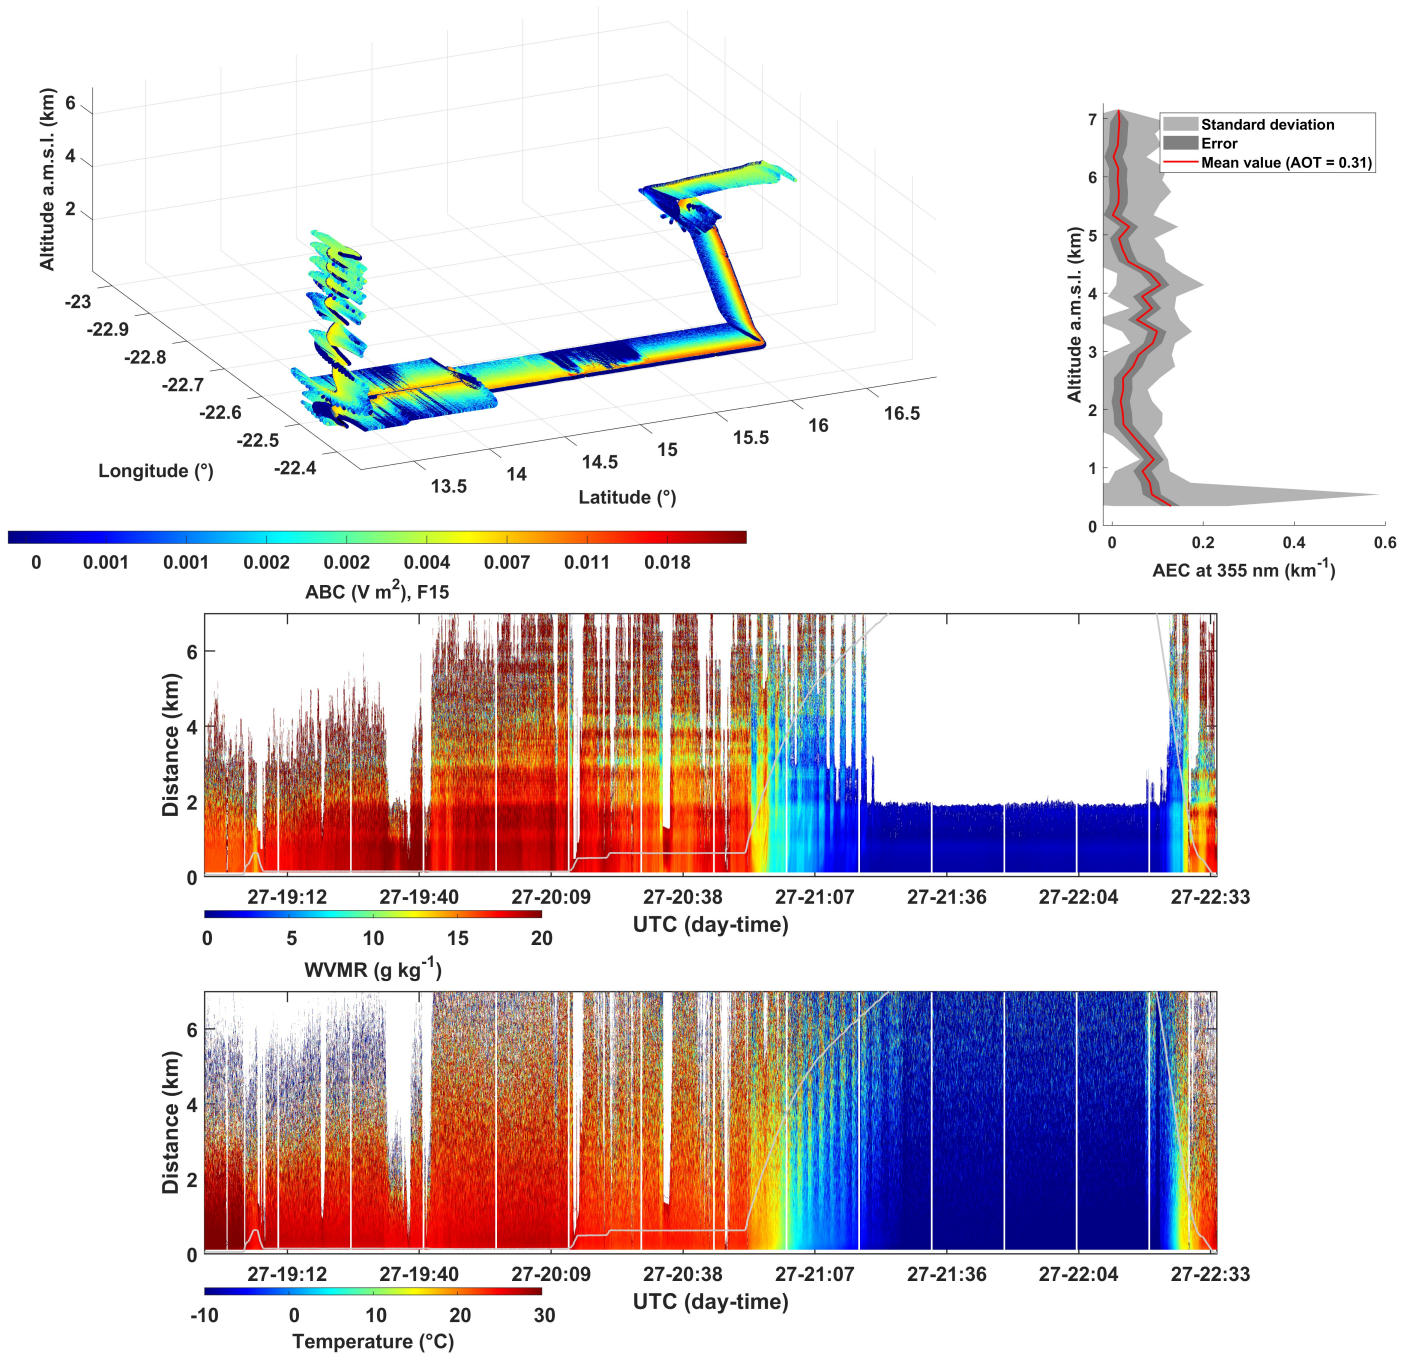 Altitude a.m.s.l. (km)
6
4
2
-23
-22.9
-22.8
-22.7
-22.6
-22.5
-22.4
Longitude (°)
13.5
14
14.5
15
15.5
16
16.5
Latitude (°)
0 0.001 0.001 0.002 0.002 0.004 0.007 0.011 0.018
ABC (V m2), F15
Altitude a.m.s.l. (km)
7
6
5
4
3
2
1
0
Standard deviation
Error
Mean value (AOT = 0.31)
0 0.2 0.4 0.6
AEC at 355 nm (km-1)
Distance (km)
6
4
2
0
27-19:12 27-19:40 27-20:09 27-20:38 27-21:07 27-21:36 27-22:04 27-22:33
UTC (day-time)
0 5 10 15 20
WVMR (g kg-1)
Distance (km)
6
4
2
0
27-19:12 27-19:40 27-20:09 27-20:38 27-21:07 27-21:36 27-22:04 27-22:33
UTC (day-time)
-10 0 10 20 30
Temperature (°C)